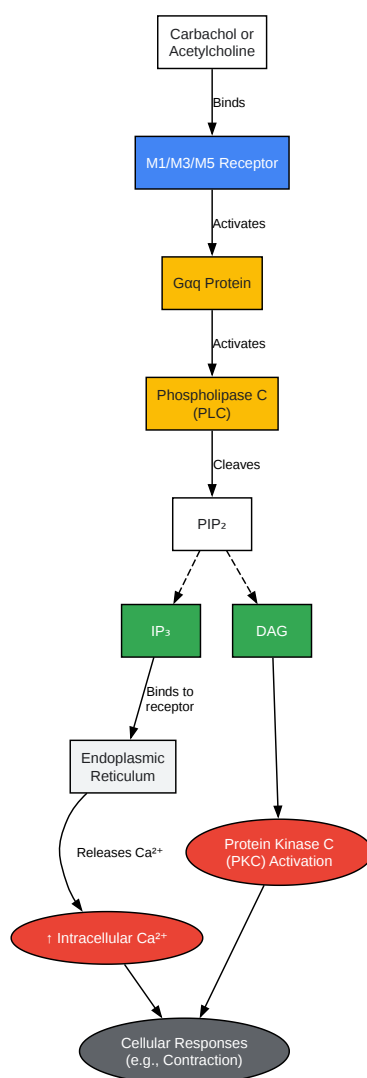 Carbachol or
Acetylcholine
Binds
M1/M3/M5 Receptor
Activates
Gαq Protein
Activates
Phospholipase C
(PLC)
Cleaves
PIP₂
IP₃
DAG
Binds to
receptor
Endoplasmic
Reticulum
Releases Ca²⁺
Protein Kinase C
(PKC) Activation
↑ Intracellular Ca²⁺
Cellular Responses
(e.g., Contraction)